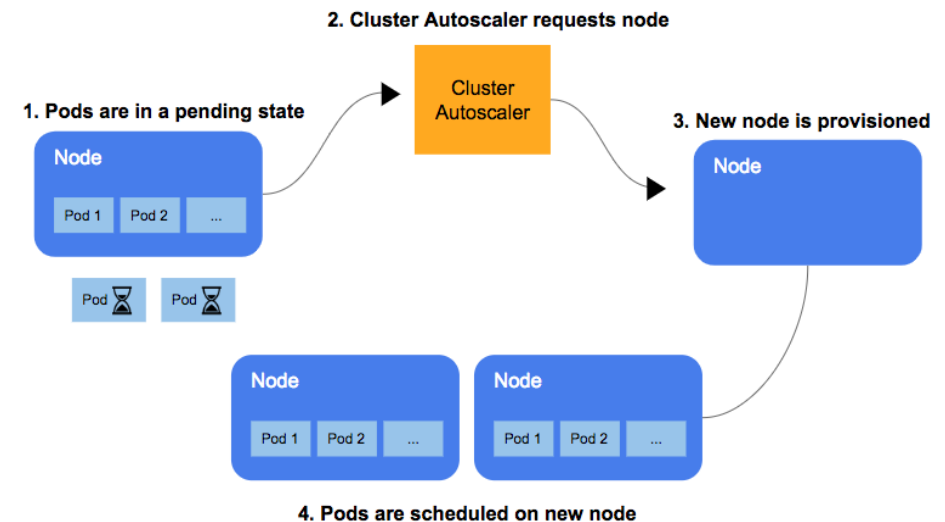 2. Cluster Autoscaler requests node
Cluster
Autoscaler
1. Pods are in a pending state
Node
Pod 1
Pod 2
...
Pod
Pod
3. New node is provisioned
Node
Node
Pod 1
Pod 2
...
Node
Pod 1
Pod 2
...
4. Pods are scheduled on new node